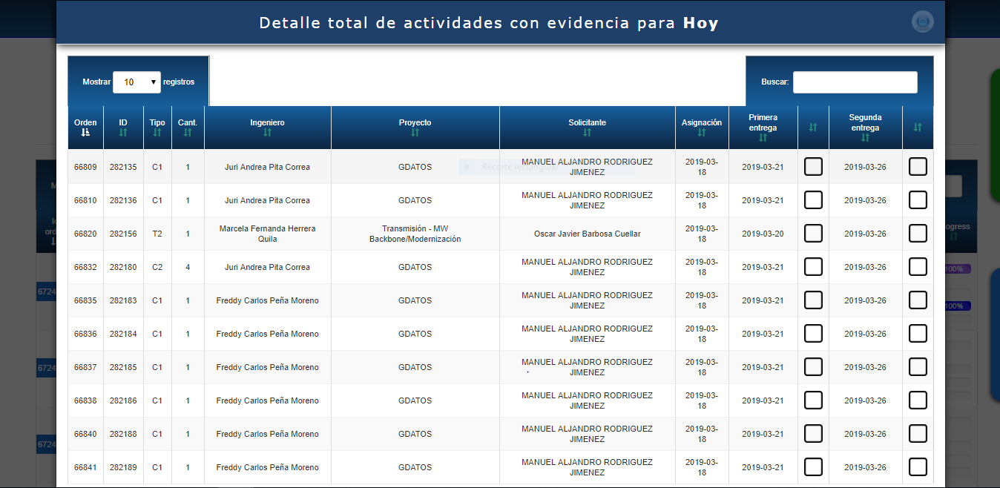 Detalle total de actividades con evidencia para Hoy
Mostrar 10 registros
Buscar:
Orden ID Tipo Cant. Ingeniero Proyecto Solicitante Asignación Primera entrega Segunda entrega
66809 282135 C1 1 Juri Andrea Pita Correa GDATOS MANUEL ALJANDRO RODRIGUEZ JIMENEZ 2019-03-18 2019-03-21 2019-03-26
Recorte rectangular
66810 282136 C1 1 Juri Andrea Pita Correa GDATOS MANUEL ALJANDRO RODRIGUEZ JIMENEZ 2019-03-18 2019-03-21 2019-03-26
66820 282156 T2 1 Marcela Fernanda Herrera Quila Transmisión - MW Backbone/Modernización Oscar Javier Barbosa Cuellar 2019-03-18 2019-03-20 2019-03-26
66832 282180 C2 4 Juri Andrea Pita Correa GDATOS MANUEL ALJANDRO RODRIGUEZ JIMENEZ 2019-03-18 2019-03-21 2019-03-26
66835 282183 C1 1 Freddy Carlos Peña Moreno GDATOS MANUEL ALJANDRO RODRIGUEZ JIMENEZ 2019-03-18 2019-03-21 2019-03-26
66836 282184 C1 1 Freddy Carlos Peña Moreno GDATOS MANUEL ALJANDRO RODRIGUEZ JIMENEZ 2019-03-18 2019-03-21 2019-03-26
66837 282185 C1 1 Freddy Carlos Peña Moreno GDATOS MANUEL ALJANDRO RODRIGUEZ JIMENEZ 2019-03-18 2019-03-21 2019-03-26
66838 282186 C1 1 Freddy Carlos Peña Moreno GDATOS MANUEL ALJANDRO RODRIGUEZ JIMENEZ 2019-03-18 2019-03-21 2019-03-26
66840 282188 C1 1 Freddy Carlos Peña Moreno GDATOS MANUEL ALJANDRO RODRIGUEZ JIMENEZ 2019-03-18 2019-03-21 2019-03-26
66841 282189 C1 1 Freddy Carlos Peña Moreno GDATOS MANUEL ALJANDRO RODRIGUEZ JIMENEZ 2019-03-18 2019-03-21 2019-03-26
6724
6724
6724
ogress
100%
100%